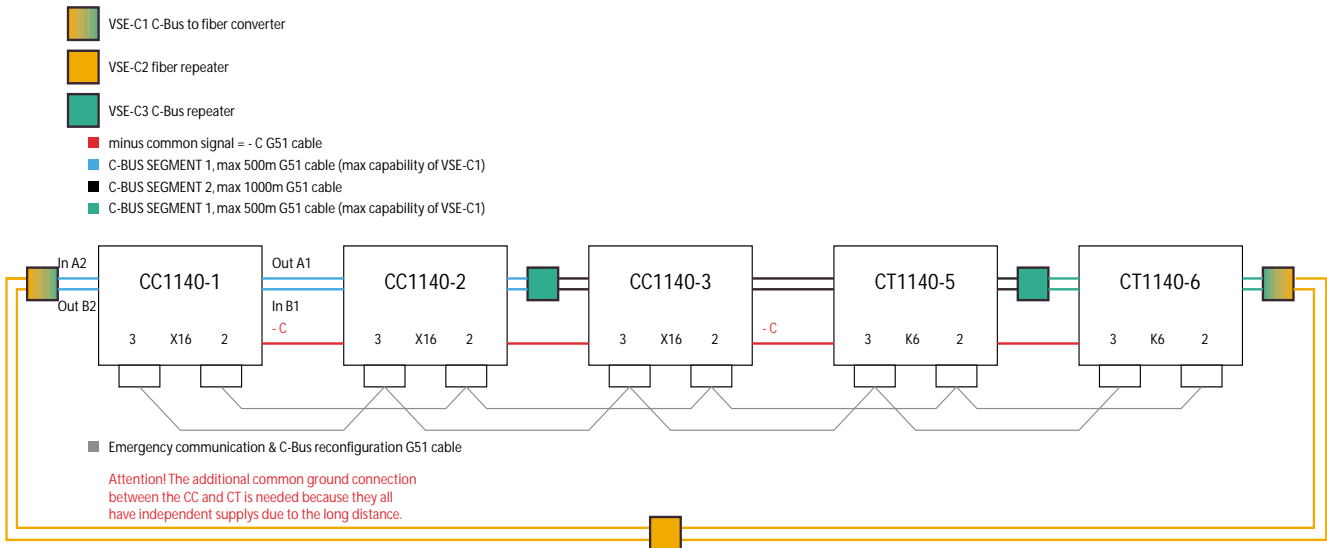 VSE-C1 C-Bus to fiber converter
VSE-C2 fiber repeater
VSE-C3 C-Bus repeater
minus common signal = - C G51 cable
C-BUS SEGMENT 1, max 500m G51 cable (max capability of VSE-C1)
C-BUS SEGMENT 2, max 1000m G51 cable
C-BUS SEGMENT 1, max 500m G51 cable (max capability of VSE-C1)
In A2
Out B2
CC1140-1
3 X16 2
Out A1
In B1
- C
CC1140-2
3 X16 2
CC1140-3
3 X16 2
- C
CT1140-5
3 K6 2
CT1140-6
3 K6 2
Emergency communication & C-Bus reconfiguration G51 cable
Attention! The additional common ground connection
between the CC and CT is needed because they all
have independent supplys due to the long distance.